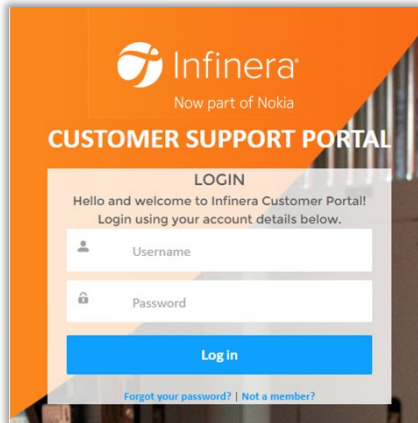 Infinera
Now part of Nokia
CUSTOMER SUPPORT PORTAL
LOGIN
Hello and welcome to Infinera Customer Portal!
Login using your account details below.
Username
Password
Log in
Forgot your password? | Not a member?